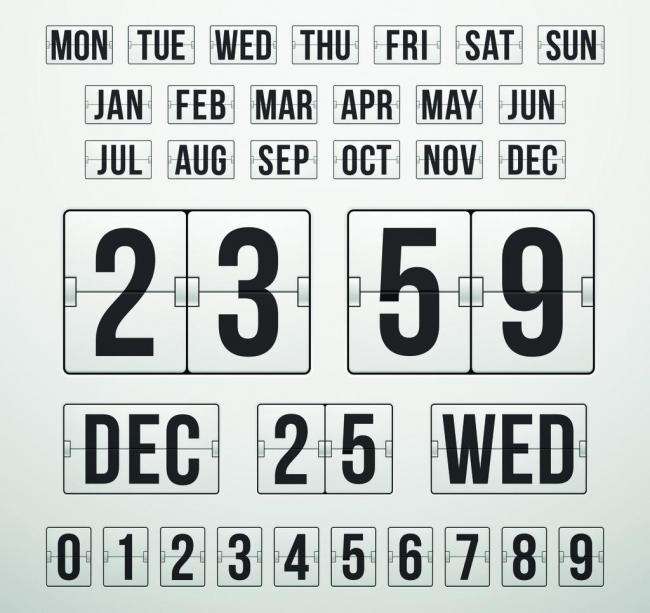 MON TUE WED THU FRI SAT SUN
JAN FEB MAR APR MAY JUN
JUL AUG SEP OCT NOV DEC
23 59
DEC 25 WED
0 1 2 3 4 5 6 7 8 9